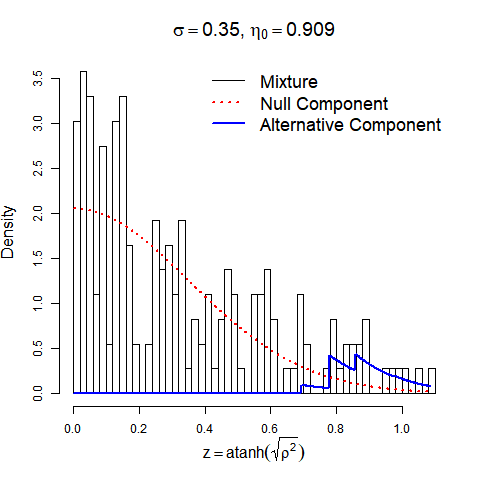 σ = 0.35, η₀ = 0.909
Mixture
Null Component
Alternative Component
Density
3.5
3.0
2.5
2.0
1.5
1.0
0.5
0.0
0.0 0.2 0.4 0.6 0.8 1.0
z = atanh(√ρ²)